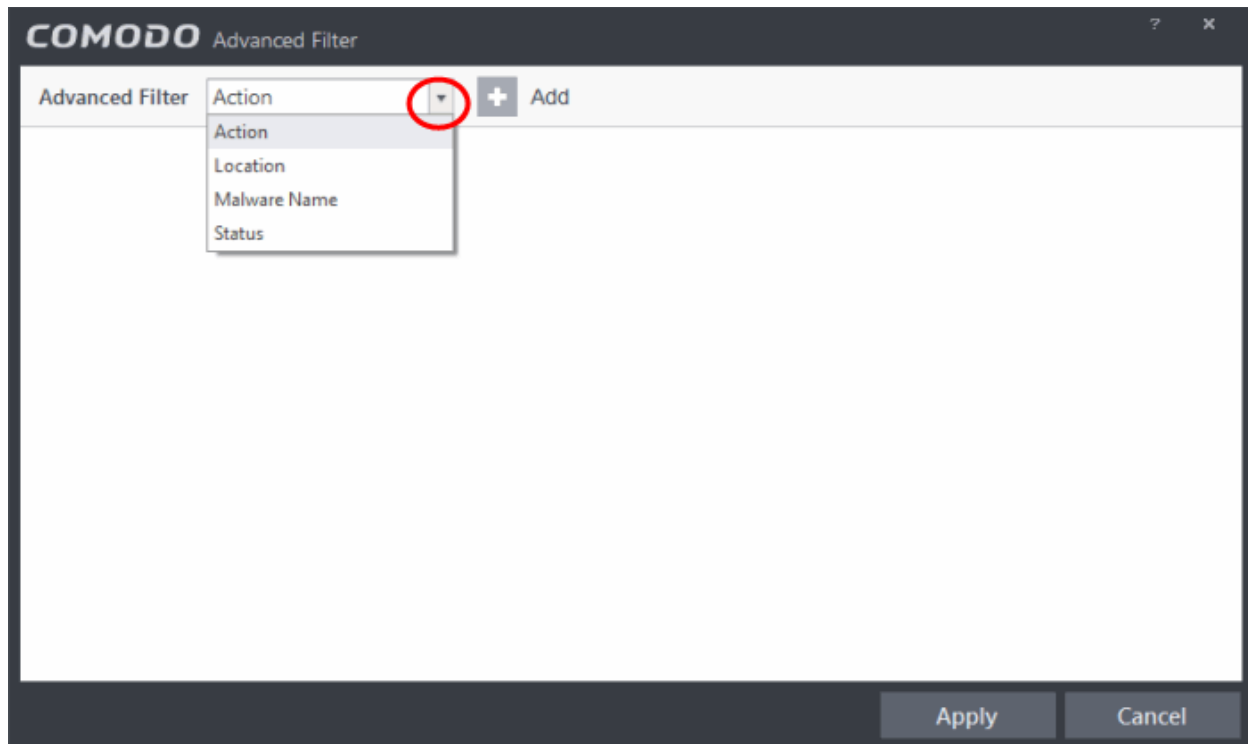 COMODO Advanced Filter ? ×
Advanced Filter Action Add
Action
Location
Malware Name
Status
Apply Cancel